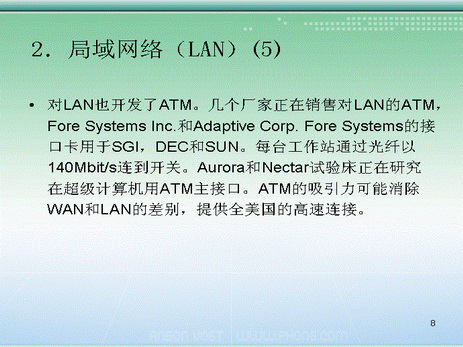 2．局域网络（LAN）(5)
• 对LAN也开发了ATM。几个厂家正在销售对LAN的ATM，
Fore Systems Inc.和Adaptive Corp. Fore Systems的接
口卡用于SGI，DEC和SUN。每台工作站通过光纤以
140Mbit/s连到开关。Aurora和Nectar试验床正在研究
在超级计算机用ATM主接口。ATM的吸引力可能消除
WAN和LAN的差别，提供全美国的高速连接。
8